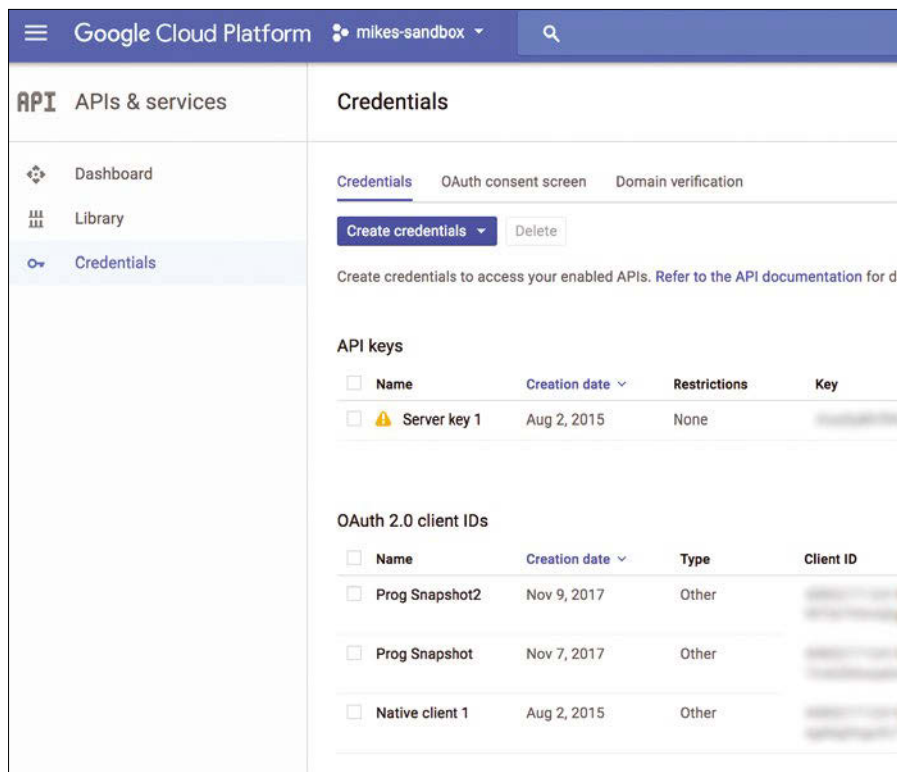 Google Cloud Platform mikes-sandbox
API APIs & services
Credentials
Dashboard
Library
Credentials
Credentials OAuth consent screen Domain verification
Create credentials Delete
Create credentials to access your enabled APIs. Refer to the API documentation for d
API keys
Name Creation date Restrictions Key
Server key 1 Aug 2, 2015 None
OAuth 2.0 client IDs
Name Creation date Type Client ID
Prog Snapshot2 Nov 9, 2017 Other
Prog Snapshot Nov 7, 2017 Other
Native client 1 Aug 2, 2015 Other